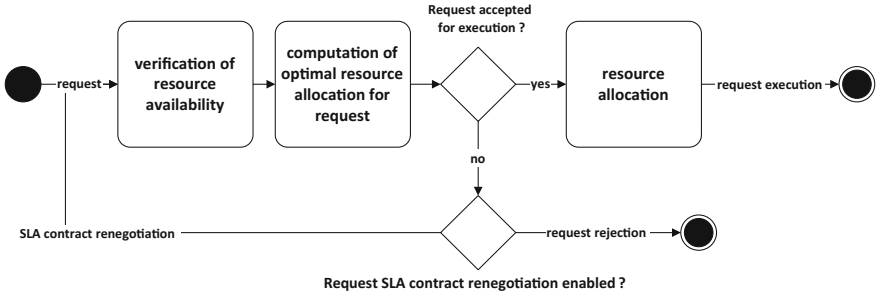 Request accepted
for execution ?
request
verification of
resource
availability
computation of
optimal resource
allocation for
request
yes
resource
allocation
request execution
no
SLA contract renegotiation
request rejection
Request SLA contract renegotiation enabled ?